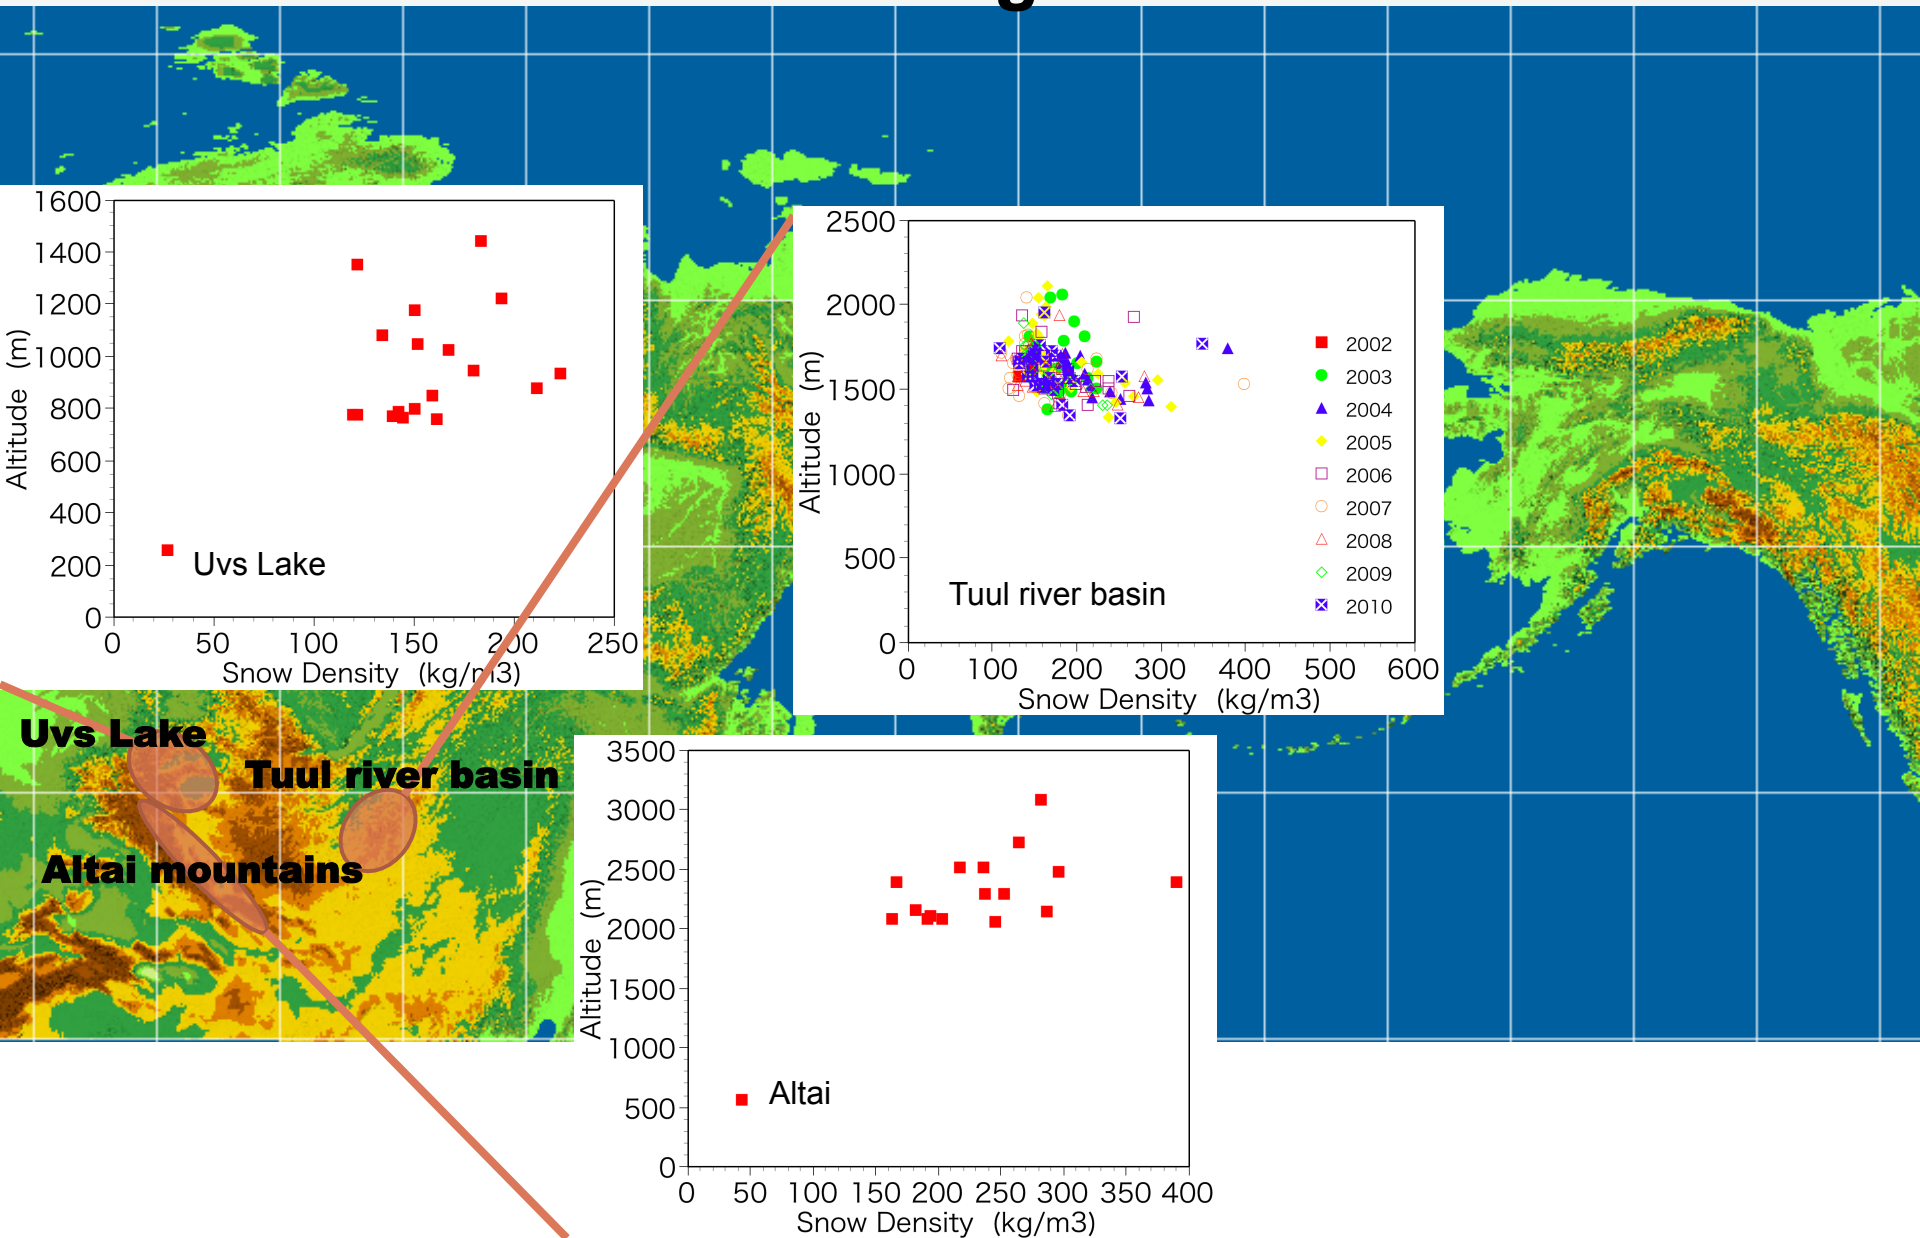 g
1600
1400
1200
1000
800
600
400
200
0
0 50 100 150 200 250
Altitude (m)
Snow Density (kg/m3)
Uvs Lake
2500
2000
1500
1000
500
0
0 100 200 300 400 500 600
Altitude (m)
Snow Density (kg/m3)
Tuul river basin
2002
2003
2004
2005
2006
2007
2008
2009
2010
Uvs Lake
Tuul river basin
Altai mountains
3500
3000
2500
2000
1500
1000
500
0
0 50 100 150 200 250 300 350 400
Altitude (m)
Snow Density (kg/m3)
Altai